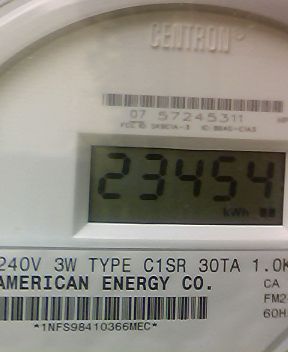 CENTRON®
07 57245311
23454
kWh
240V 3W TYPE C1SR 30TA 1.0K
AMERICAN ENERGY CO.
CA
FM2
60H
*1NFS98410366MEC*